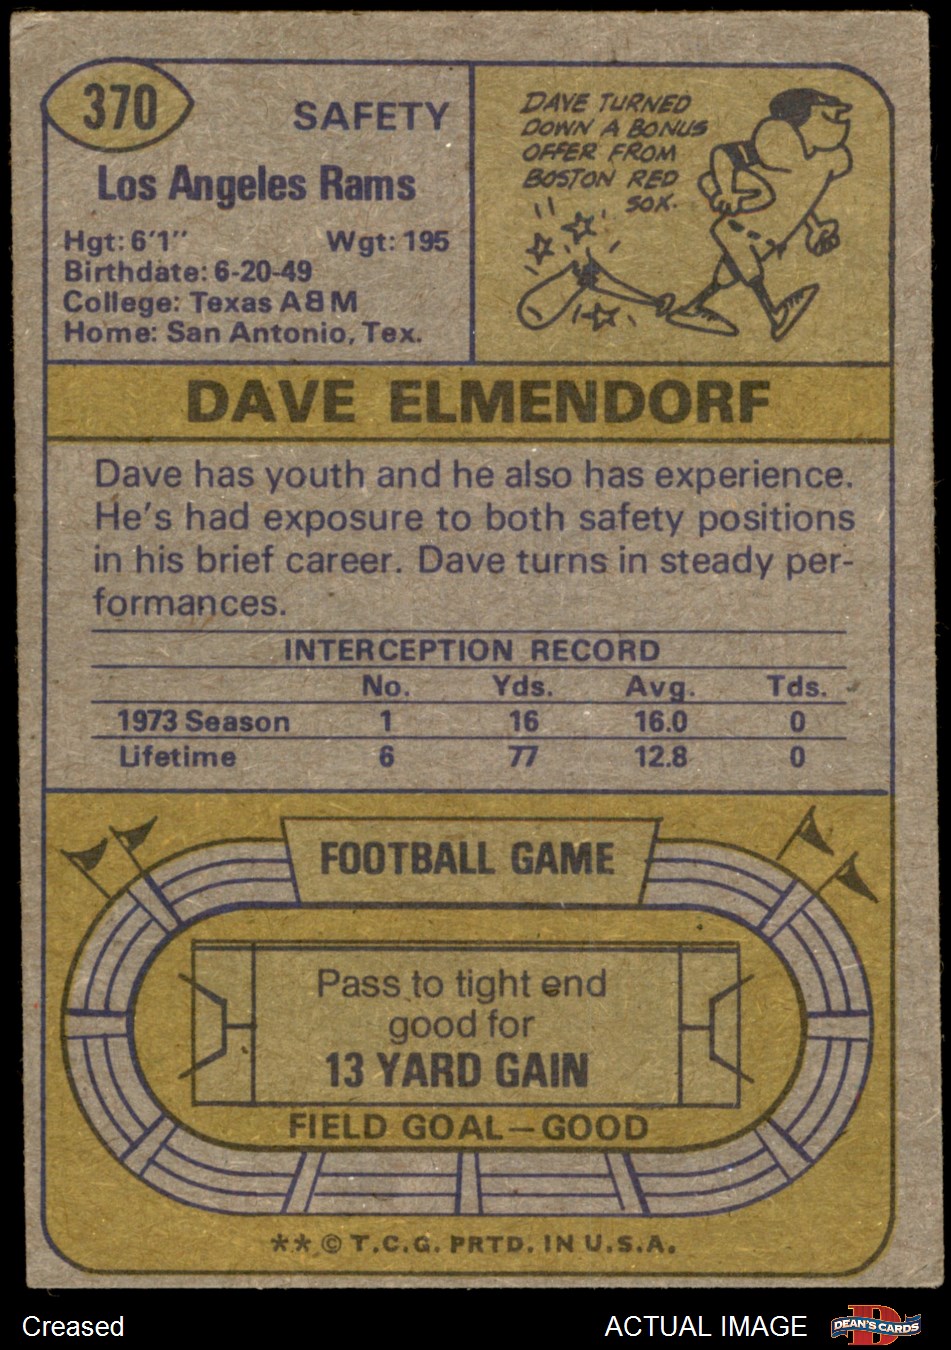 370
SAFETY
Los Angeles Rams
Hgt: 6'1" Wgt: 195
Birthdate: 6-20-49
College: Texas A&M
Home: San Antonio, Tex.
DAVE TURNED
DOWN A BONUS
OFFER FROM
BOSTON RED
SOX.
DAVE ELMENDORF
Dave has youth and he also has experience.
He's had exposure to both safety positions
in his brief career. Dave turns in steady per-
formances.
INTERCEPTION RECORD
No. Yds. Avg. Tds.
1973 Season 1 16 16.0 0
Lifetime 6 77 12.8 0
FOOTBALL GAME
Pass to tight end
good for
13 YARD GAIN
FIELD GOAL—GOOD
** © T.C.G. PRTD. IN U.S.A.
Creased
ACTUAL IMAGE
DEAN'S CARDS